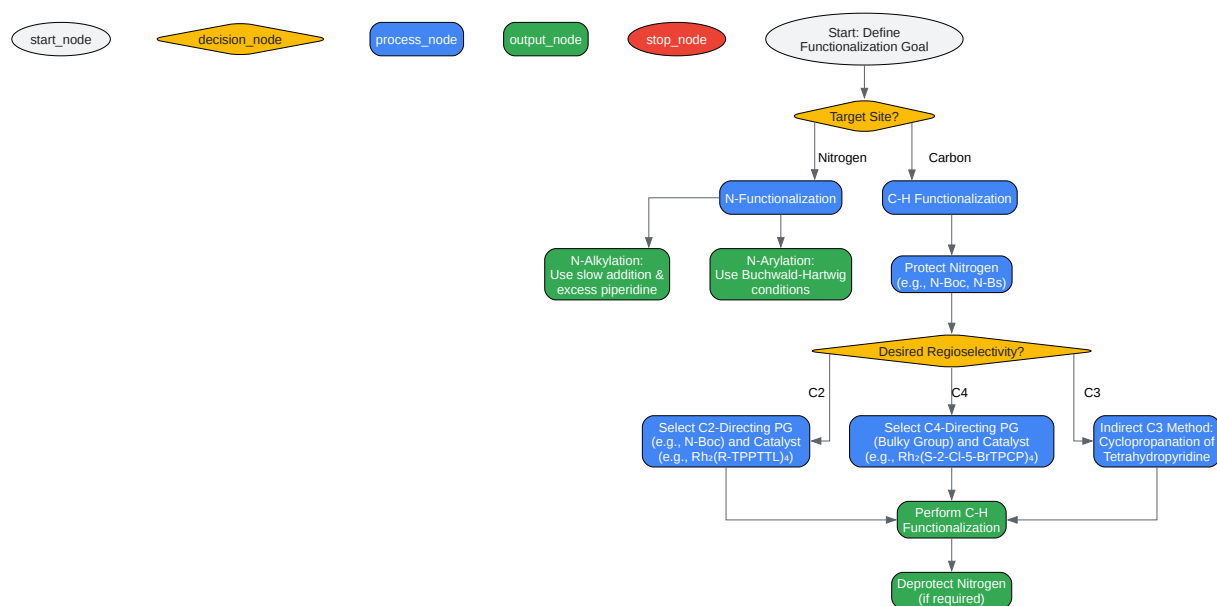 start_node
decision_node
process_node
output_node
stop_node
Start: Define
Functionalization Goal
Target Site?
Nitrogen
Carbon
N-Functionalization
C-H Functionalization
N-Alkylation:
Use slow addition &
excess piperidine
N-Arylation:
Use Buchwald-Hartwig
conditions
Protect Nitrogen
(e.g., N-Boc, N-Bs)
Desired Regioselectivity?
C2
C4
C3
Select C2-Directing PG
(e.g., N-Boc) and Catalyst
(e.g., Rh₂(R-TPPTTL)₄)
Select C4-Directing PG
(Bulky Group) and Catalyst
(e.g., Rh₂(S-2-Cl-5-BrTPCP)₄)
Indirect C3 Method:
Cyclopropanation of
Tetrahydropyridine
Perform C-H
Functionalization
Deprotect Nitrogen
(if required)